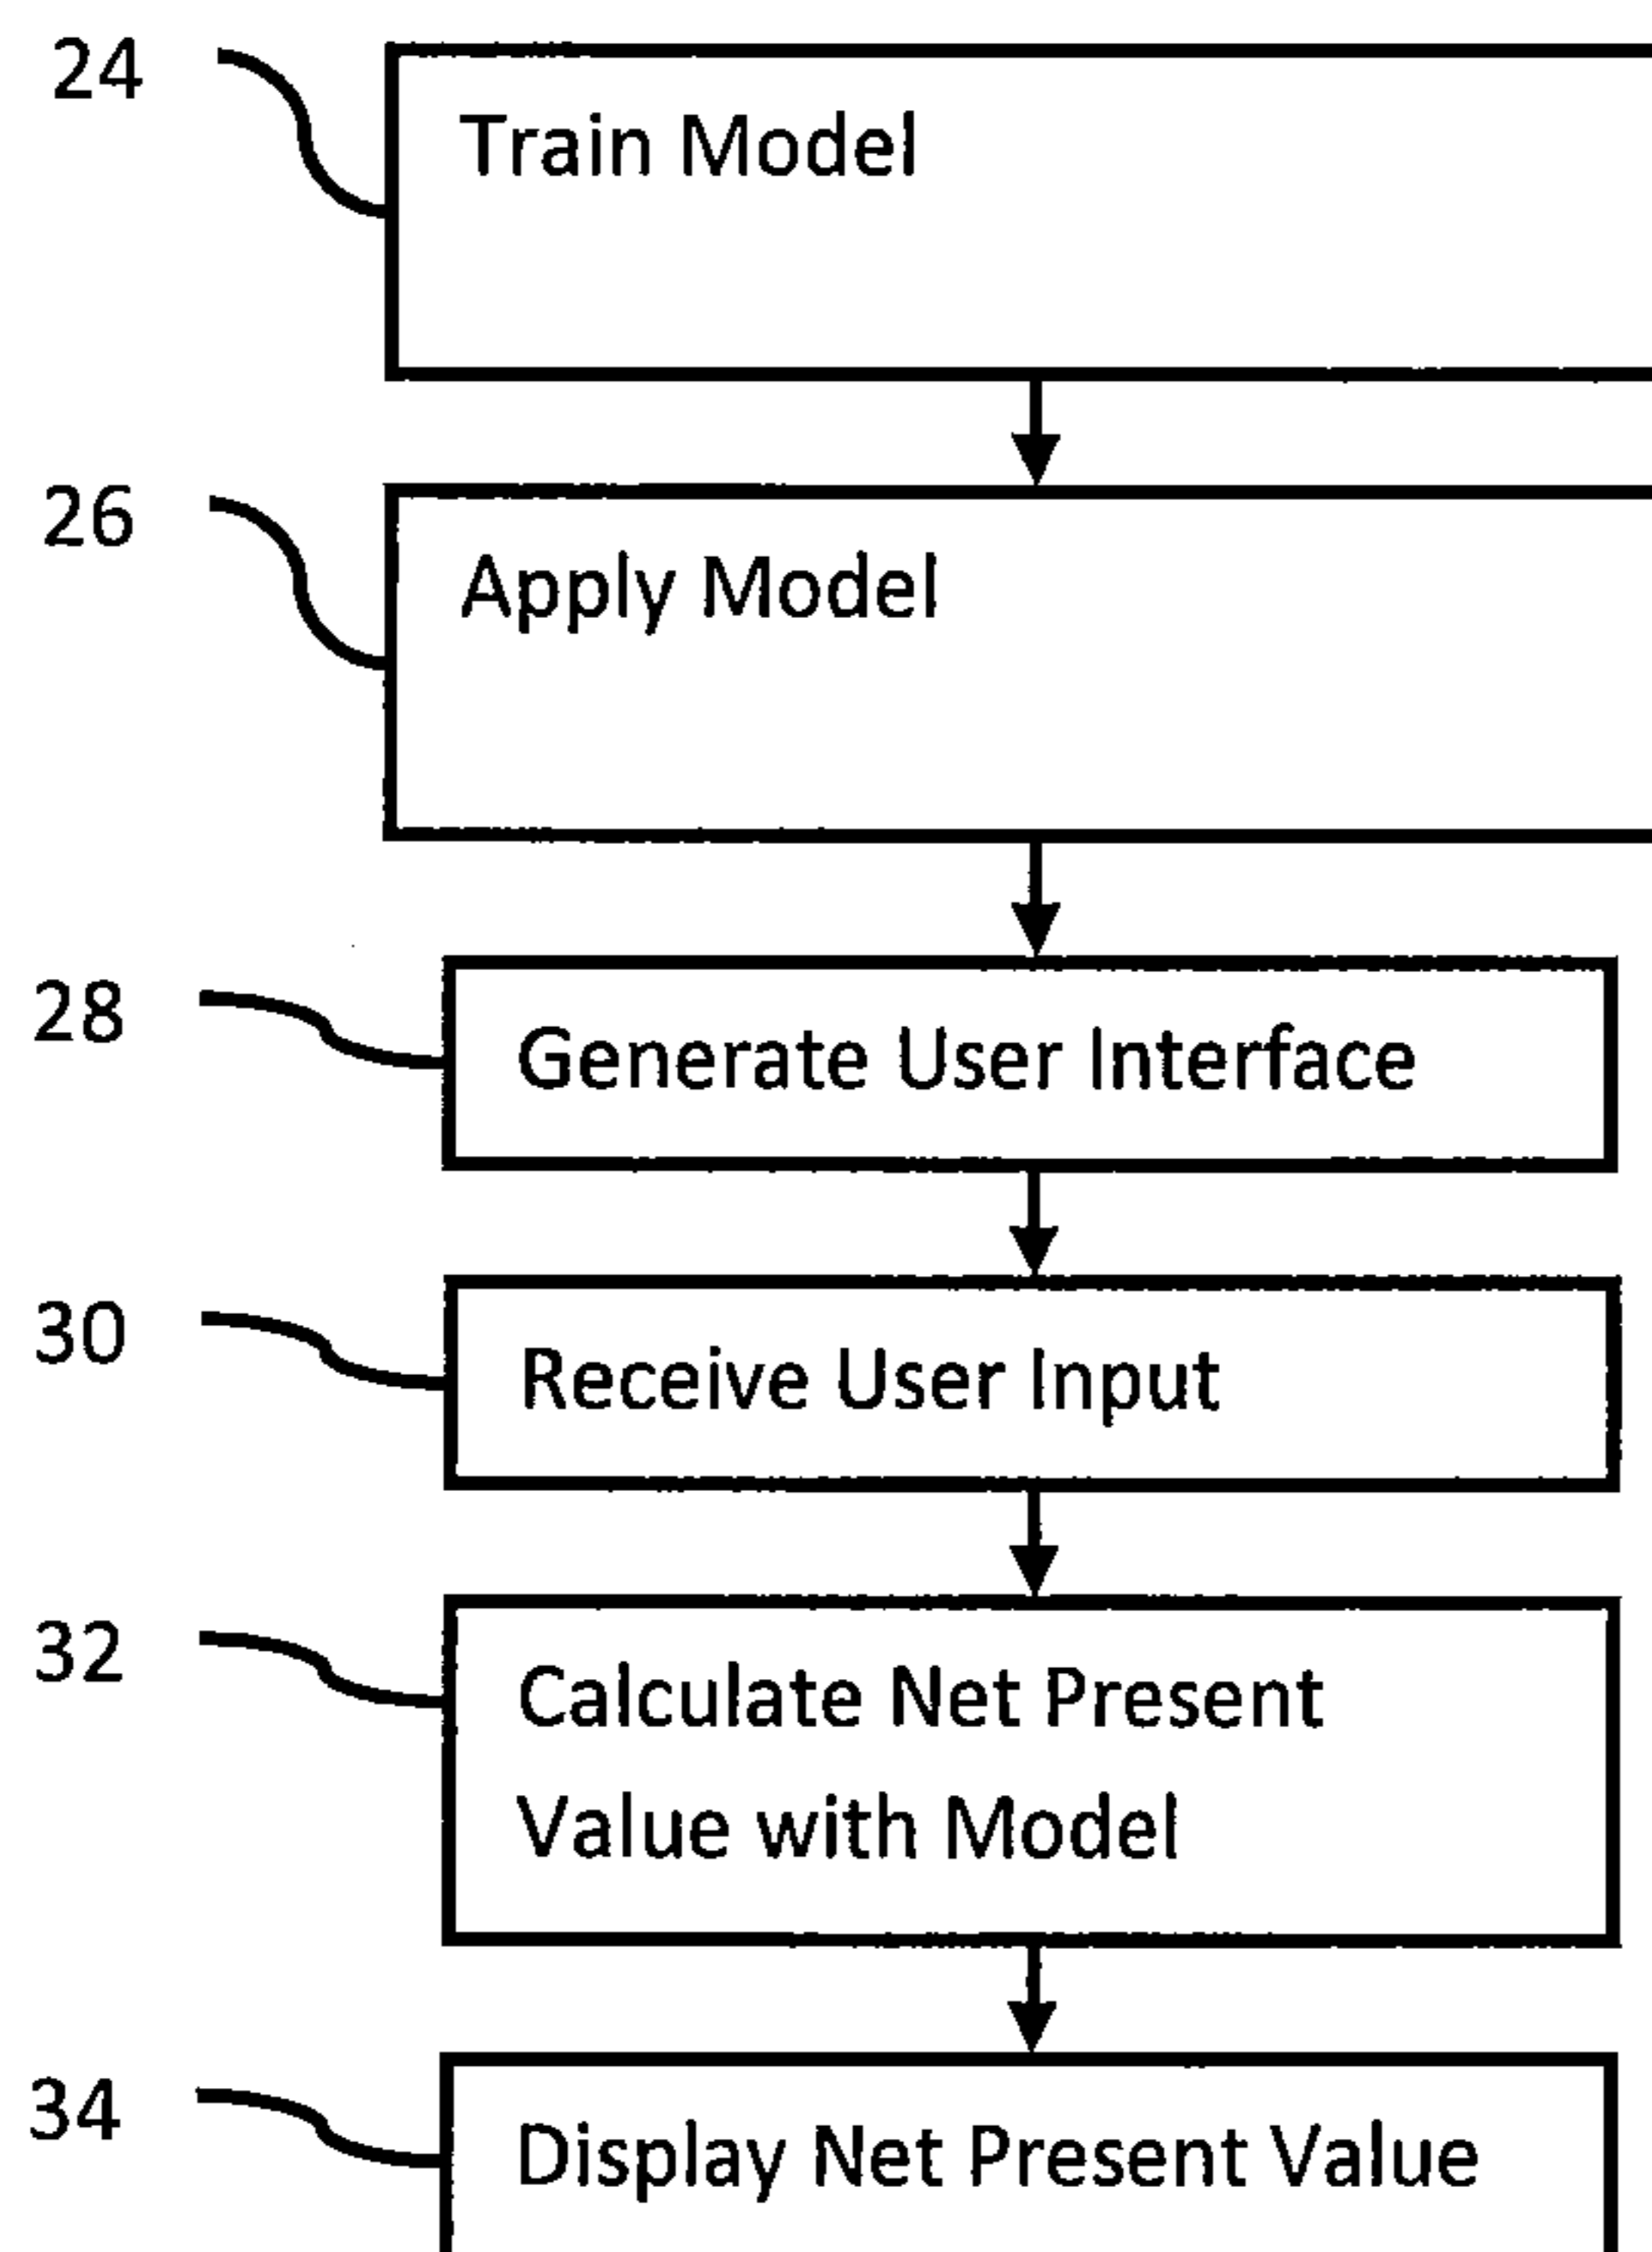 24
Train Model
26
Apply Model
28
Generate User Interface
30
Receive User Input
32
Calculate Net Present
Value with Model
34
Display Net Present Value